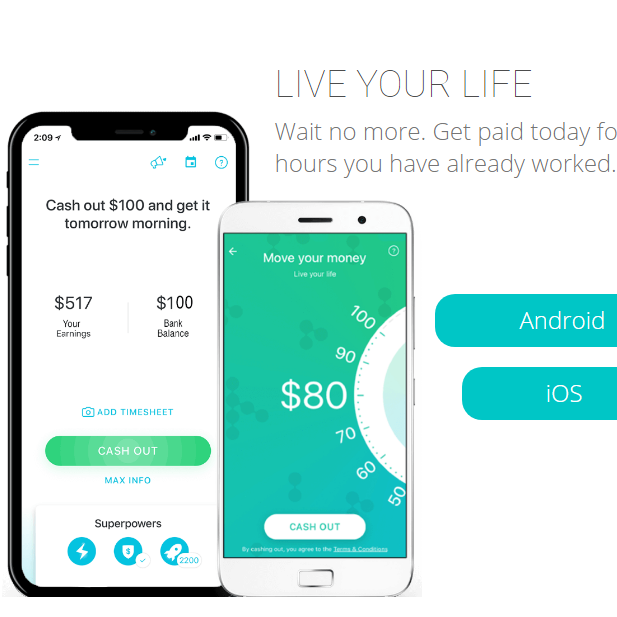 LIVE YOUR LIFE
Wait no more. Get paid today fo
hours you have already worked.
2:09
Cash out $100 and get it
tomorrow morning.
$517
Your
Earnings
$100
Bank
Balance
ADD TIMESHEET
CASH OUT
MAX INFO
Superpowers
$
2200
?
Move your money
Live your life
?
100
90
$80
70
60
50
CASH OUT
By cashing out, you agree to the Terms & Conditions
Android
iOS